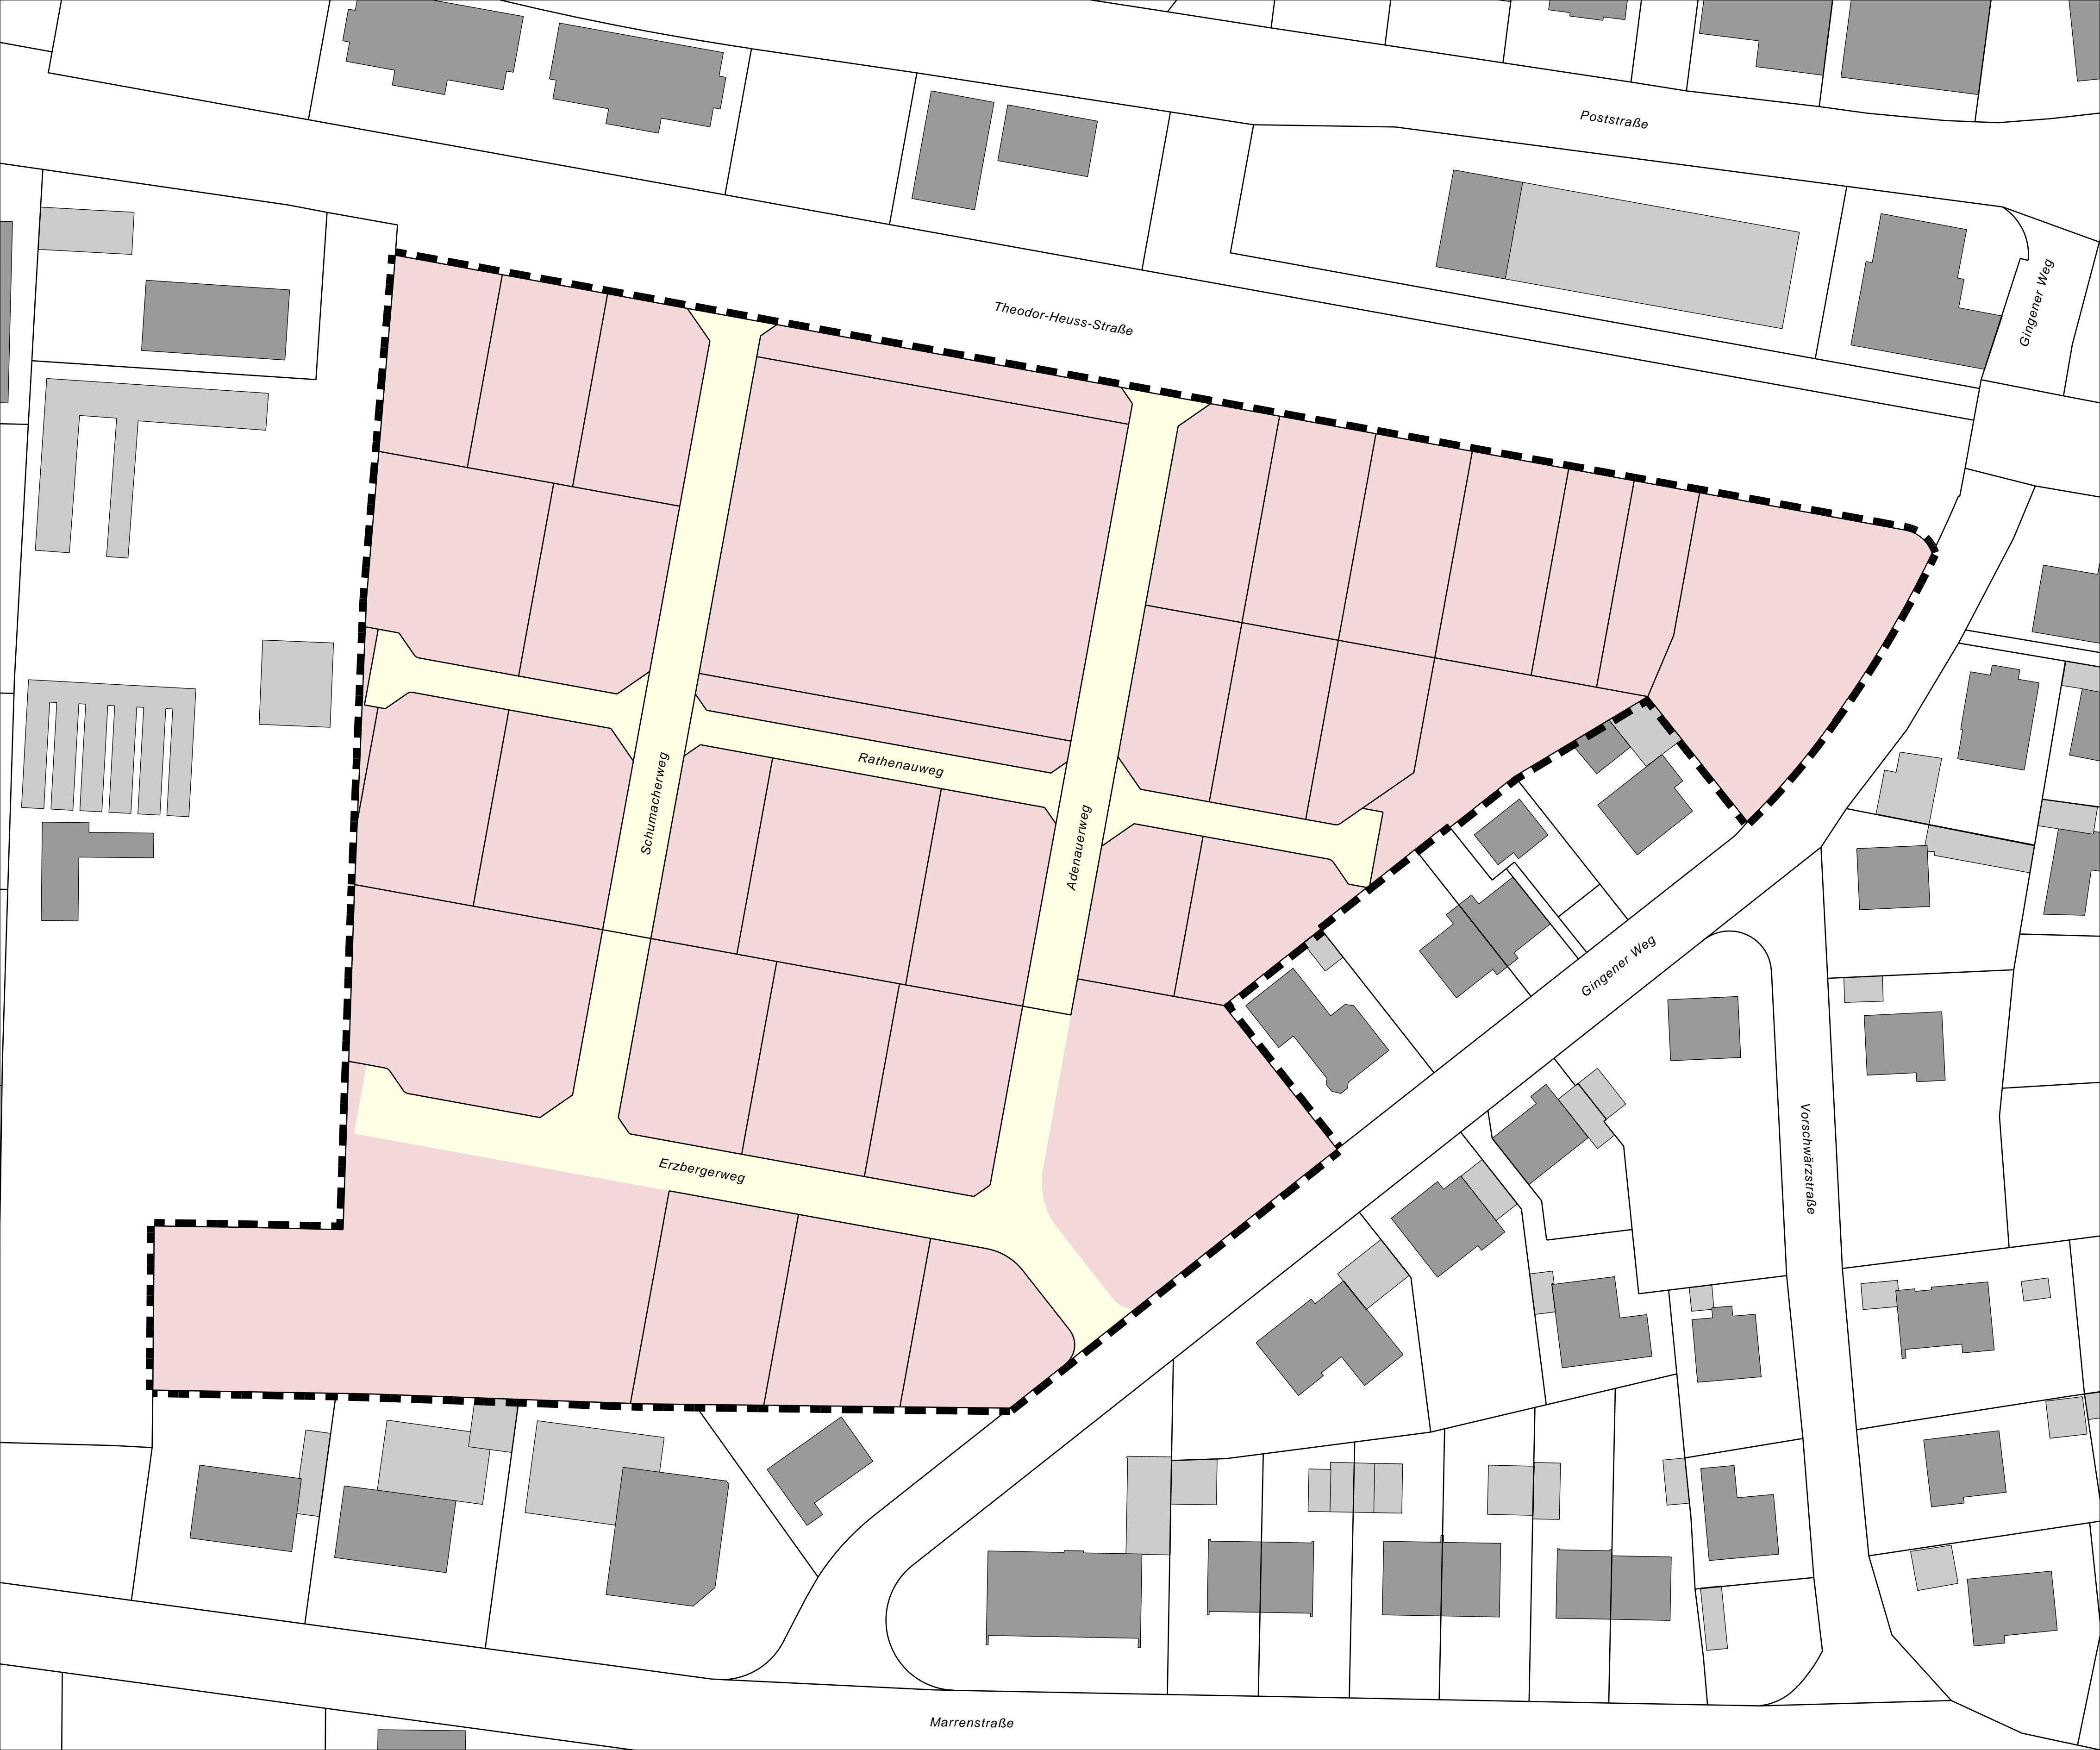 Poststraße
Gingener Weg
Theodor-Heuss-Straße
Rathenauweg
Schumacherweg
Adenauerweg
Gingener Weg
Vorschwärzstraße
Erzbergerweg
Marrenstraße